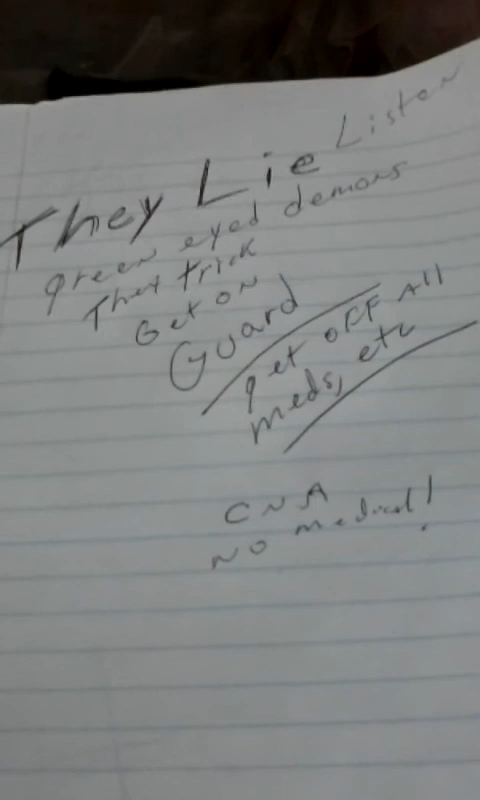 They Lie Listen
green eyed demons
They trick
Get on
Guard
get OFF All
meds, etc
CNA
NO medical!